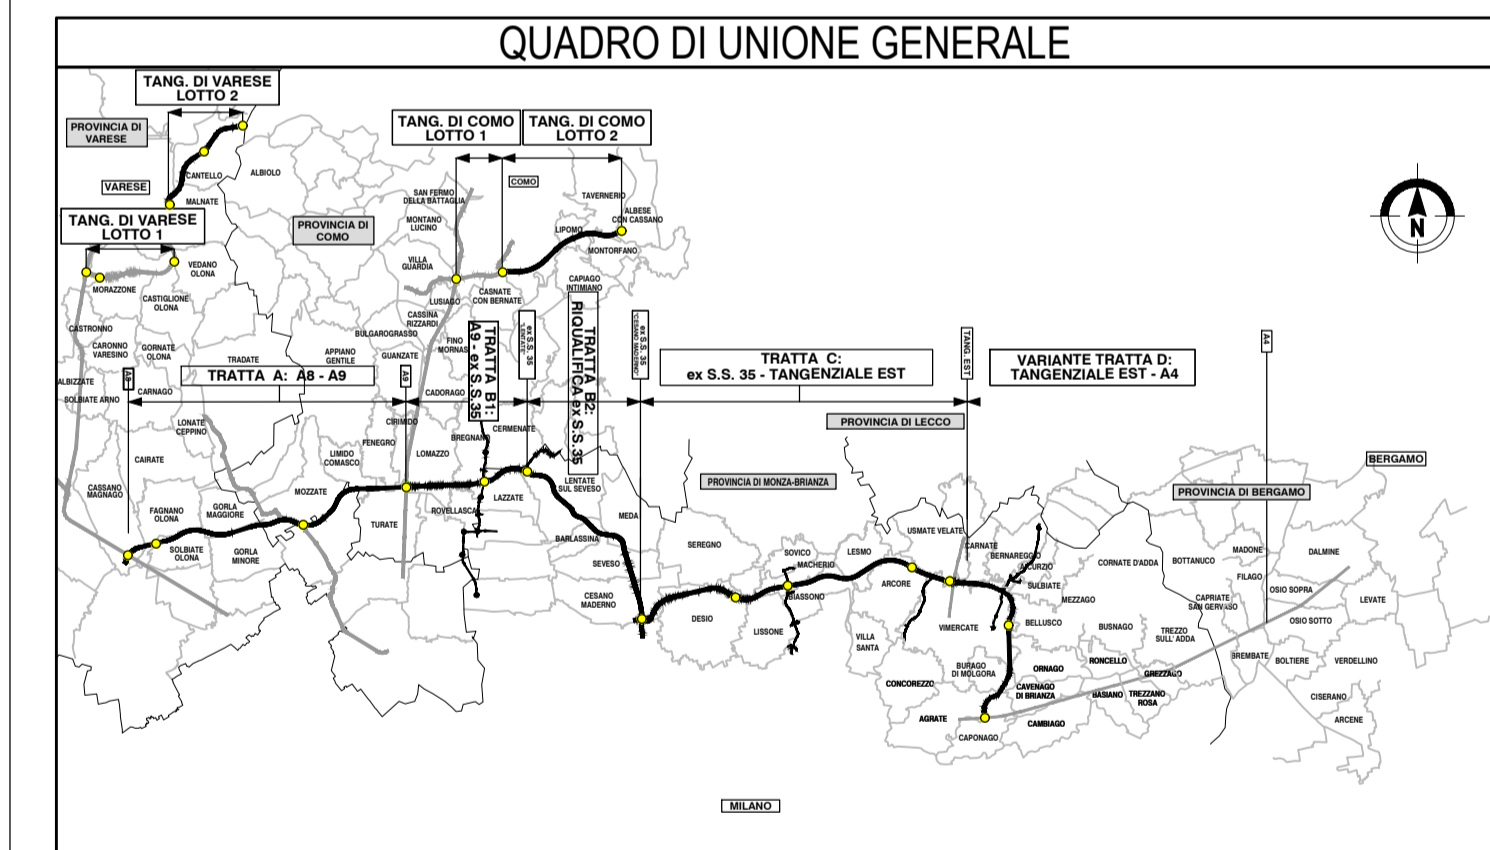 QUADRO DI UNIONE GENERALE
TANG. DI VARESE
LOTTO 2
PROVINCIA DI
VARESE
VARESE
CANTELLO
ALBIOLO
MALNATE
TANG. DI VARESE
LOTTO 1
VEDANO
OLONA
MORAZZONE
CASTIGLIONE
OLONA
PROVINCIA DI
COMO
TANG. DI COMO
LOTTO 1
TANG. DI COMO
LOTTO 2
COMO
SAN FERMO
DELLA BATTAGLIA
MONTANO
LUCINO
VILLA
GUARDIA
TAVERNERIO
ALBESE
CON CASSANO
LIPOMO
MONTORFANO
CAPIAGO
INTIMIANO
LUSIAGO
CASNATE
CON BERNATE
CASSINA
RIZZARDI
BULGAROGRASSO
FINO
MORNAS
GUANZATE
APPIANO
GENTILE
CASTRONNO
CARONNO
VARESINO
GORNATE
OLONA
TRADATE
ALBIZZATE
SOLBIATE ARNO
CARNAGO
A8
TRATTA A: A8 - A9
A9
CADORAGO
TRATTA B1:
A9 - ex S.S.35
ex S.S. 35
"LENTATE"
TRATTA B2:
RIQUALIFICA ex S.S.35
ex S.S. 35
"CESANO MADERNO"
TRATTA C:
ex S.S. 35 - TANGENZIALE EST
TANG. EST
VARIANTE TRATTA D:
TANGENZIALE EST - A4
A4
N
LONATE
CEPPINO
CAIRATE
CASSANO
MAGNAGO
FAGNANO
OLONA
GORLA
MAGGIORE
SOLBIATE
OLONA
GORLA
MINORE
MOZZATE
LIMIDO
COMASCO
FENEGRO
CIRIMIDO
LOMAZZO
BREGNANO
CERMENATE
TURATE
ROVELLASCA
LAZZATE
LENTATE
SUL SEVESO
MEDA
BARLASSINA
SEVESO
CESANO
MADERNO
PROVINCIA DI MONZA-BRIANZA
PROVINCIA DI LECCO
PROVINCIA DI BERGAMO
BERGAMO
SEREGNO
DESIO
LISSONE
SOVICO
MACHERIO
BIASSONO
LESMO
ARCORE
VILLA
SANTA
USMATE VELATE
CARNATE
BERNAREGGIO
AICURZIO
SULBIATE
MEZZAGO
VIMERCATE
BELLUSCO
BURAGO
DI MOLGORA
CONCOREZZO
AGRATE
CAPONAGO
CAVENAGO
DI BRIANZA
CAMBIAGO
ORNAGO
RONCELLO
BASIANO
TREZZANO
ROSA
GREZZAGO
BUSNAGO
TREZZO
SULL' ADDA
CORNATE D'ADDA
BOTTANUCO
MADONE
FILAGO
CAPRIATE
SAN GERVASO
BREMBATE
BOLTIERE
OSIO SOPRA
OSIO SOTTO
DALMINE
LEVATE
VERDELLINO
CISERANO
ARCENE
MILANO